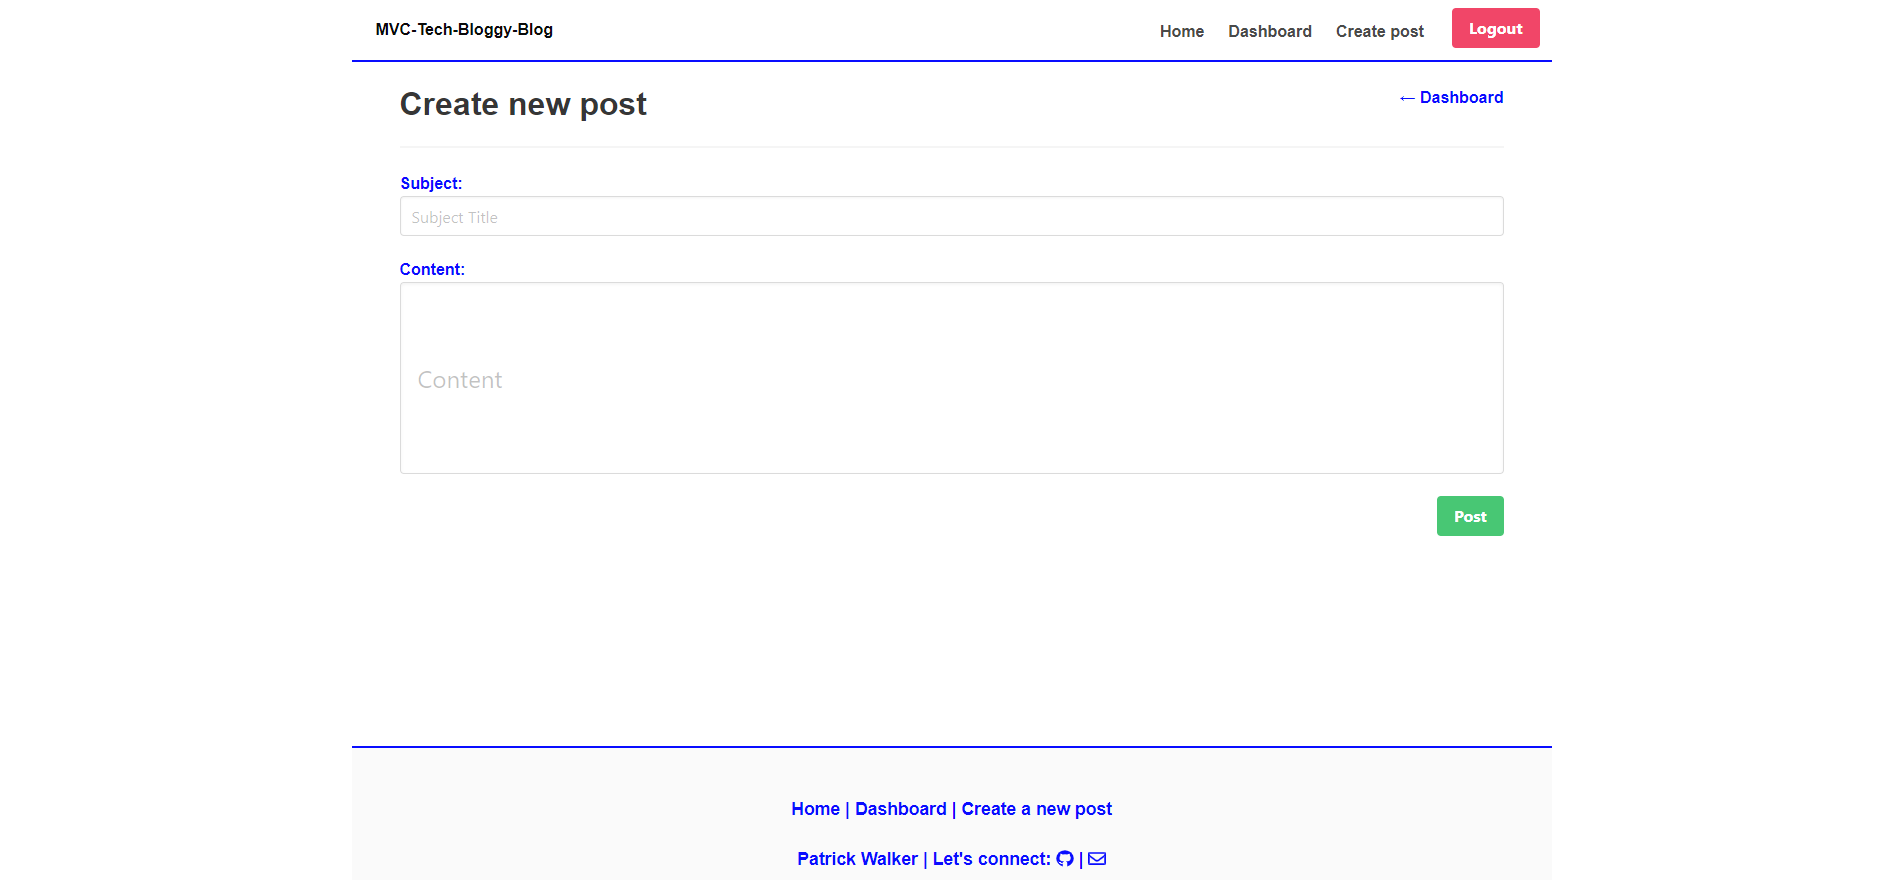 MVC-Tech-Bloggy-Blog
Home Dashboard Create post Logout
Create new post
← Dashboard
Subject:
Subject Title
Content:
Content
Post
Home | Dashboard | Create a new post
Patrick Walker | Let's connect: |